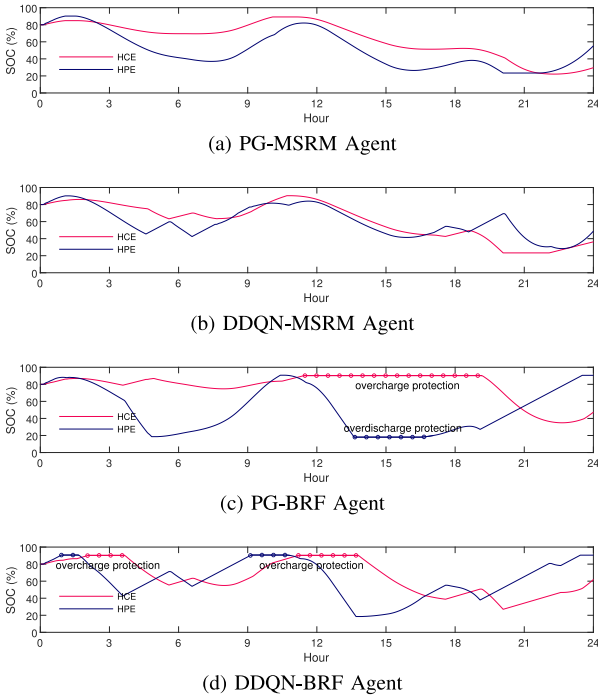 SOC (%)
100
80
60
40
20
0
HCE
HPE
0 3 6 9 12 15 18 21 24
Hour
(a) PG-MSRM Agent
SOC (%)
100
80
60
40
20
0
HCE
HPE
0 3 6 9 12 15 18 21 24
Hour
(b) DDQN-MSRM Agent
SOC (%)
100
80
60
40
20
0
overcharge protection
HCE
HPE
overdischarge protection
0 3 6 9 12 15 18 21 24
Hour
(c) PG-BRF Agent
SOC (%)
100
80
60
40
20
0
overcharge protection
overcharge protection
HCE
HPE
0 3 6 9 12 15 18 21 24
Hour
(d) DDQN-BRF Agent